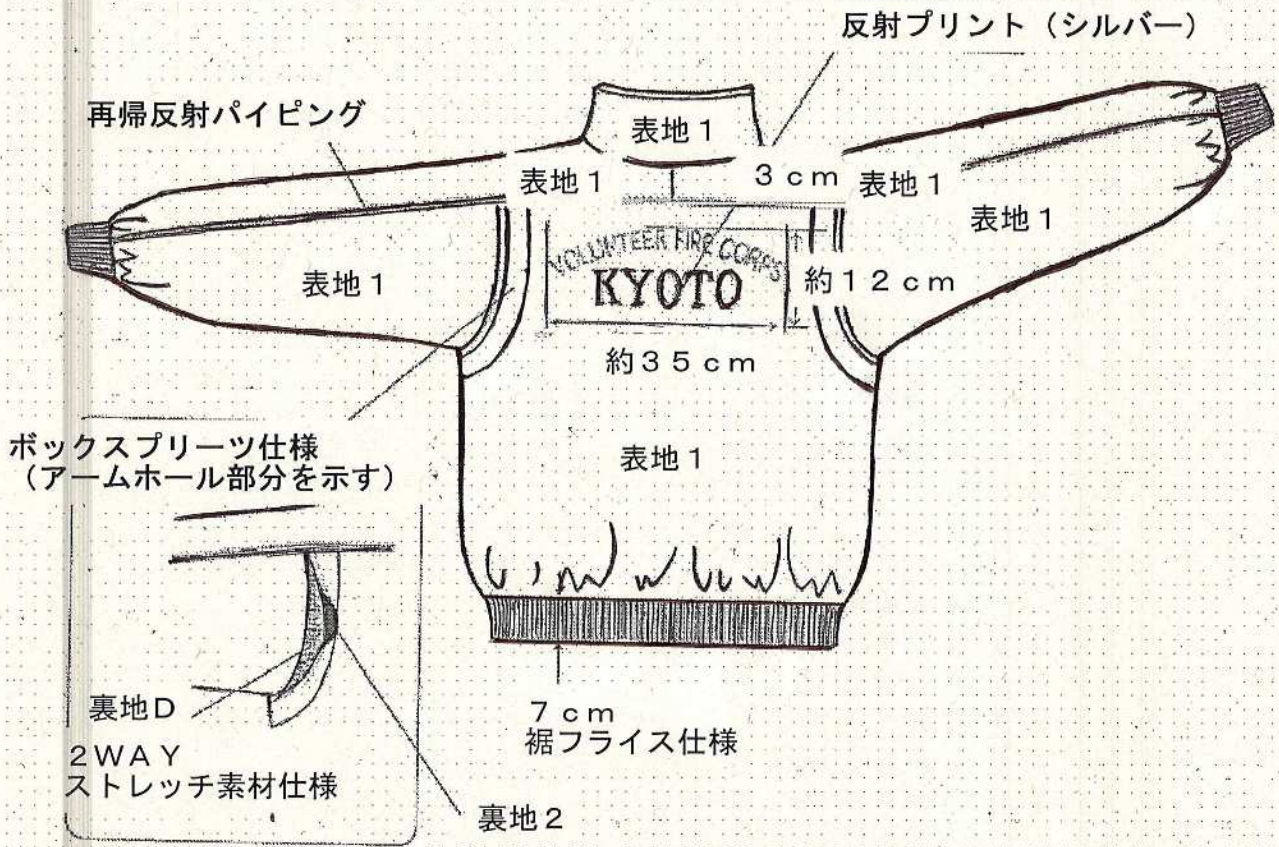 反射プリント（シルバー）
再帰反射パイピング
表地１
表地１
３ｃｍ
表地１
表地１
表地１
VOLUNTEER FIRE CORPS
KYOTO
約１２ｃｍ
約３５ｃｍ
表地１
ボックスプリーツ仕様
（アームホール部分を示す）
裏地Ｄ
２ＷＡＹ
ストレッチ素材仕様
裏地２
７ｃｍ
裾フライス仕様